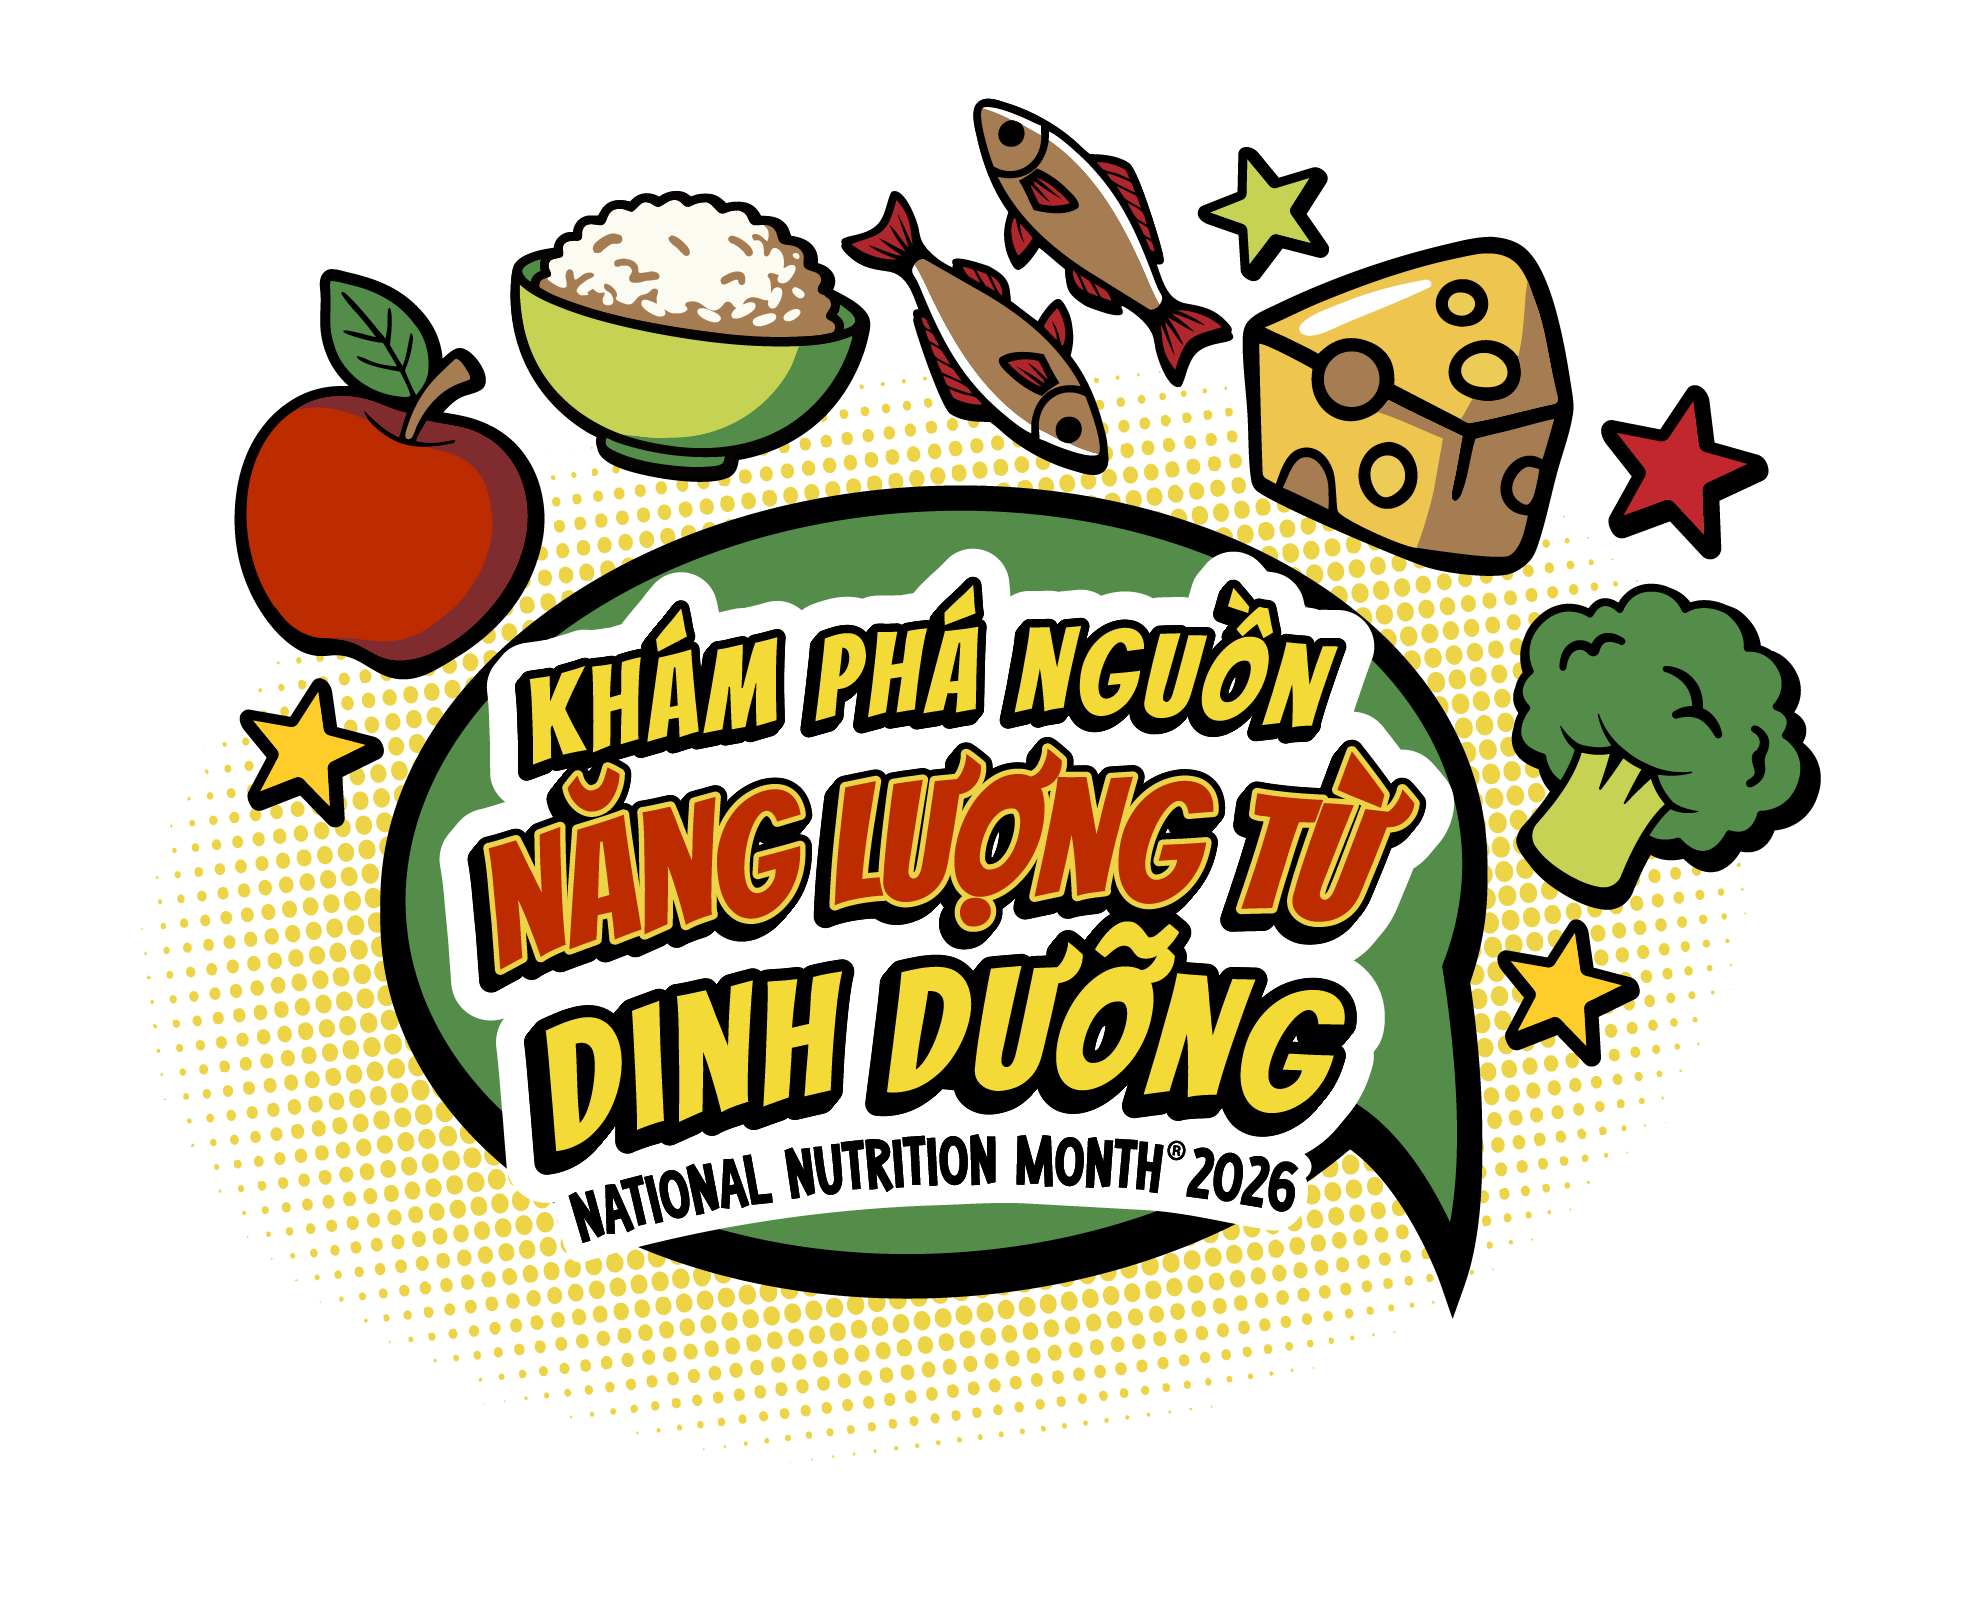 KHÁM PHÁ NGUỒN
NĂNG LƯỢNG TỪ
DINH DƯỠNG
NATIONAL NUTRITION MONTH® 2026